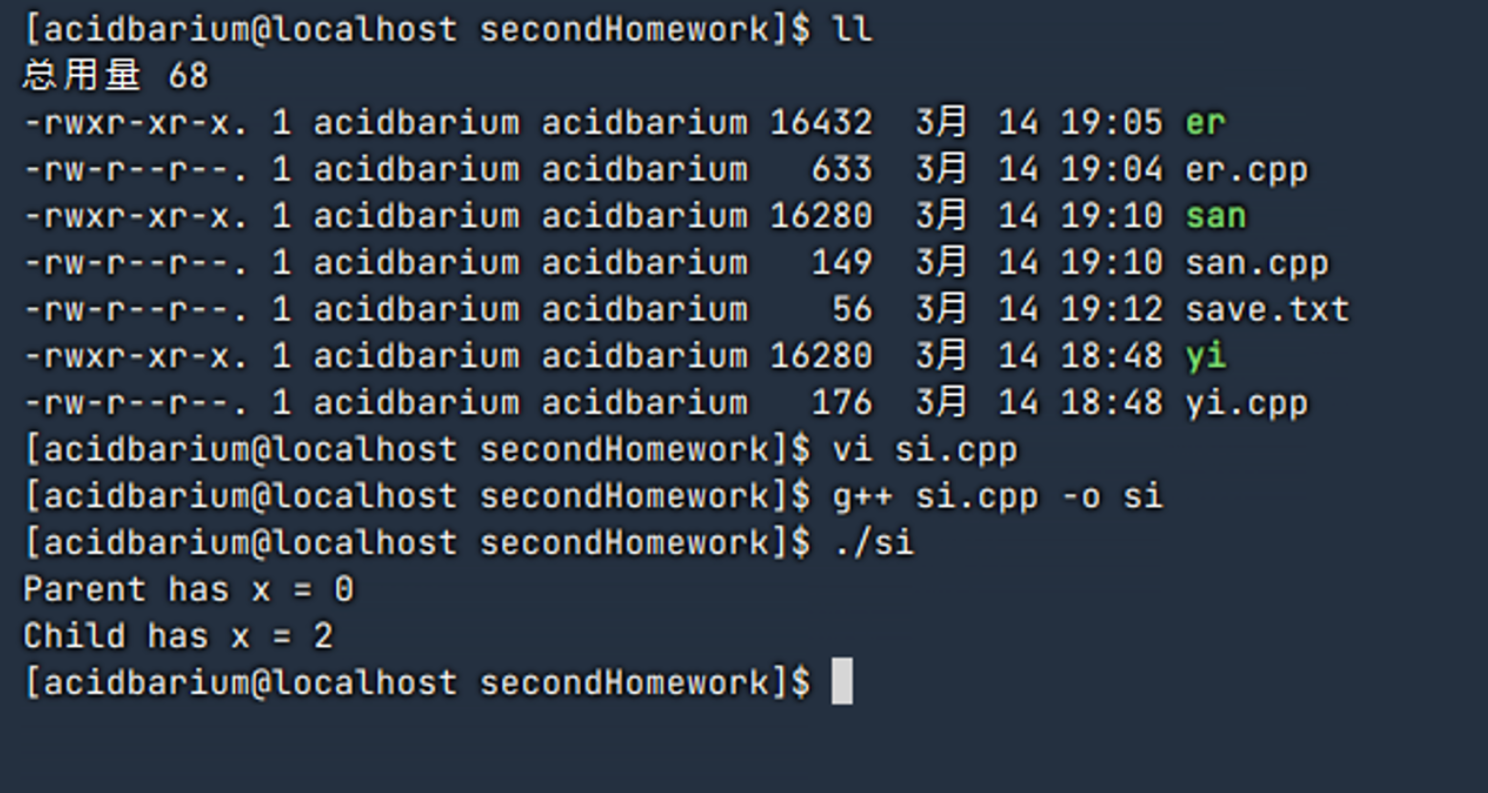 [acidbarium@localhost secondHomework]$ ll
总用量 68
-rwxr-xr-x. 1 acidbarium acidbarium 16432  3月 14 19:05 er
-rw-r--r--. 1 acidbarium acidbarium   633  3月 14 19:04 er.cpp
-rwxr-xr-x. 1 acidbarium acidbarium 16280  3月 14 19:10 san
-rw-r--r--. 1 acidbarium acidbarium   149  3月 14 19:10 san.cpp
-rw-r--r--. 1 acidbarium acidbarium    56  3月 14 19:12 save.txt
-rwxr-xr-x. 1 acidbarium acidbarium 16280  3月 14 18:48 yi
-rw-r--r--. 1 acidbarium acidbarium   176  3月 14 18:48 yi.cpp
[acidbarium@localhost secondHomework]$ vi si.cpp
[acidbarium@localhost secondHomework]$ g++ si.cpp -o si
[acidbarium@localhost secondHomework]$ ./si
Parent has x = 0
Child has x = 2
[acidbarium@localhost secondHomework]$